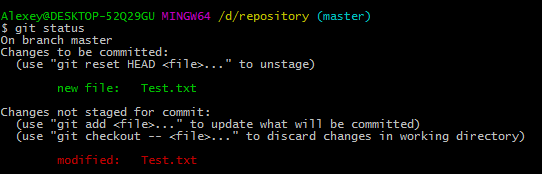 Alexey@DESKTOP-52Q29GU MINGW64 /d/repository (master)
$ git status
On branch master
Changes to be committed:
  (use "git reset HEAD <file>..." to unstage)
        new file:   Test.txt
Changes not staged for commit:
  (use "git add <file>..." to update what will be committed)
  (use "git checkout -- <file>..." to discard changes in working directory)
        modified:   Test.txt